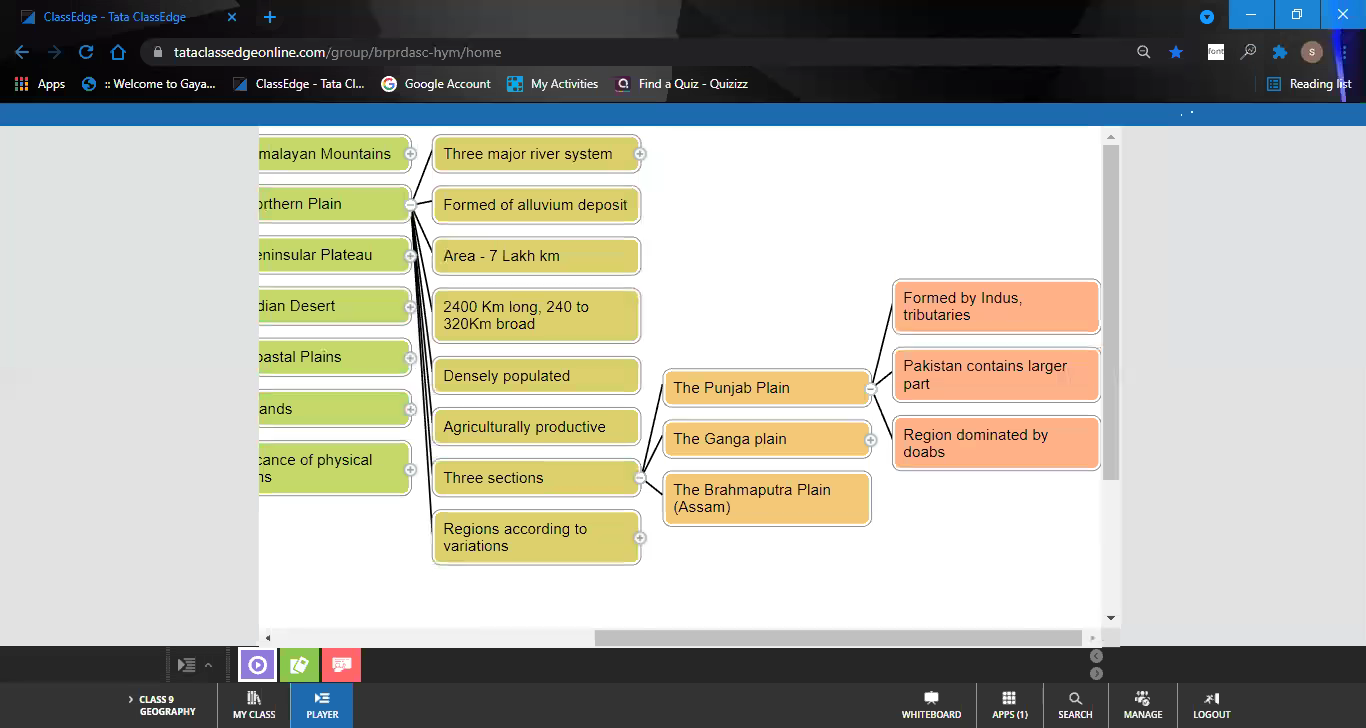 ClassEdge - Tata ClassEdge
tataclassedgeonline.com/group/brprdasc-hym/home
font
S
Apps
:: Welcome to Gaya...
ClassEdge - Tata Cl...
Google Account
My Activities
Find a Quiz - Quizizz
Reading list
malayan Mountains
orthern Plain
eninsular Plateau
dian Desert
oastal Plains
ands
cance of physical
ns
Three major river system
Formed of alluvium deposit
Area - 7 Lakh km
2400 Km long, 240 to
320Km broad
Densely populated
Agriculturally productive
Three sections
Regions according to
variations
The Punjab Plain
The Ganga plain
The Brahmaputra Plain
(Assam)
Formed by Indus,
tributaries
Pakistan contains larger
part
Region dominated by
doabs
CLASS 9
GEOGRAPHY
MY CLASS
PLAYER
WHITEBOARD
APPS (1)
SEARCH
MANAGE
LOGOUT